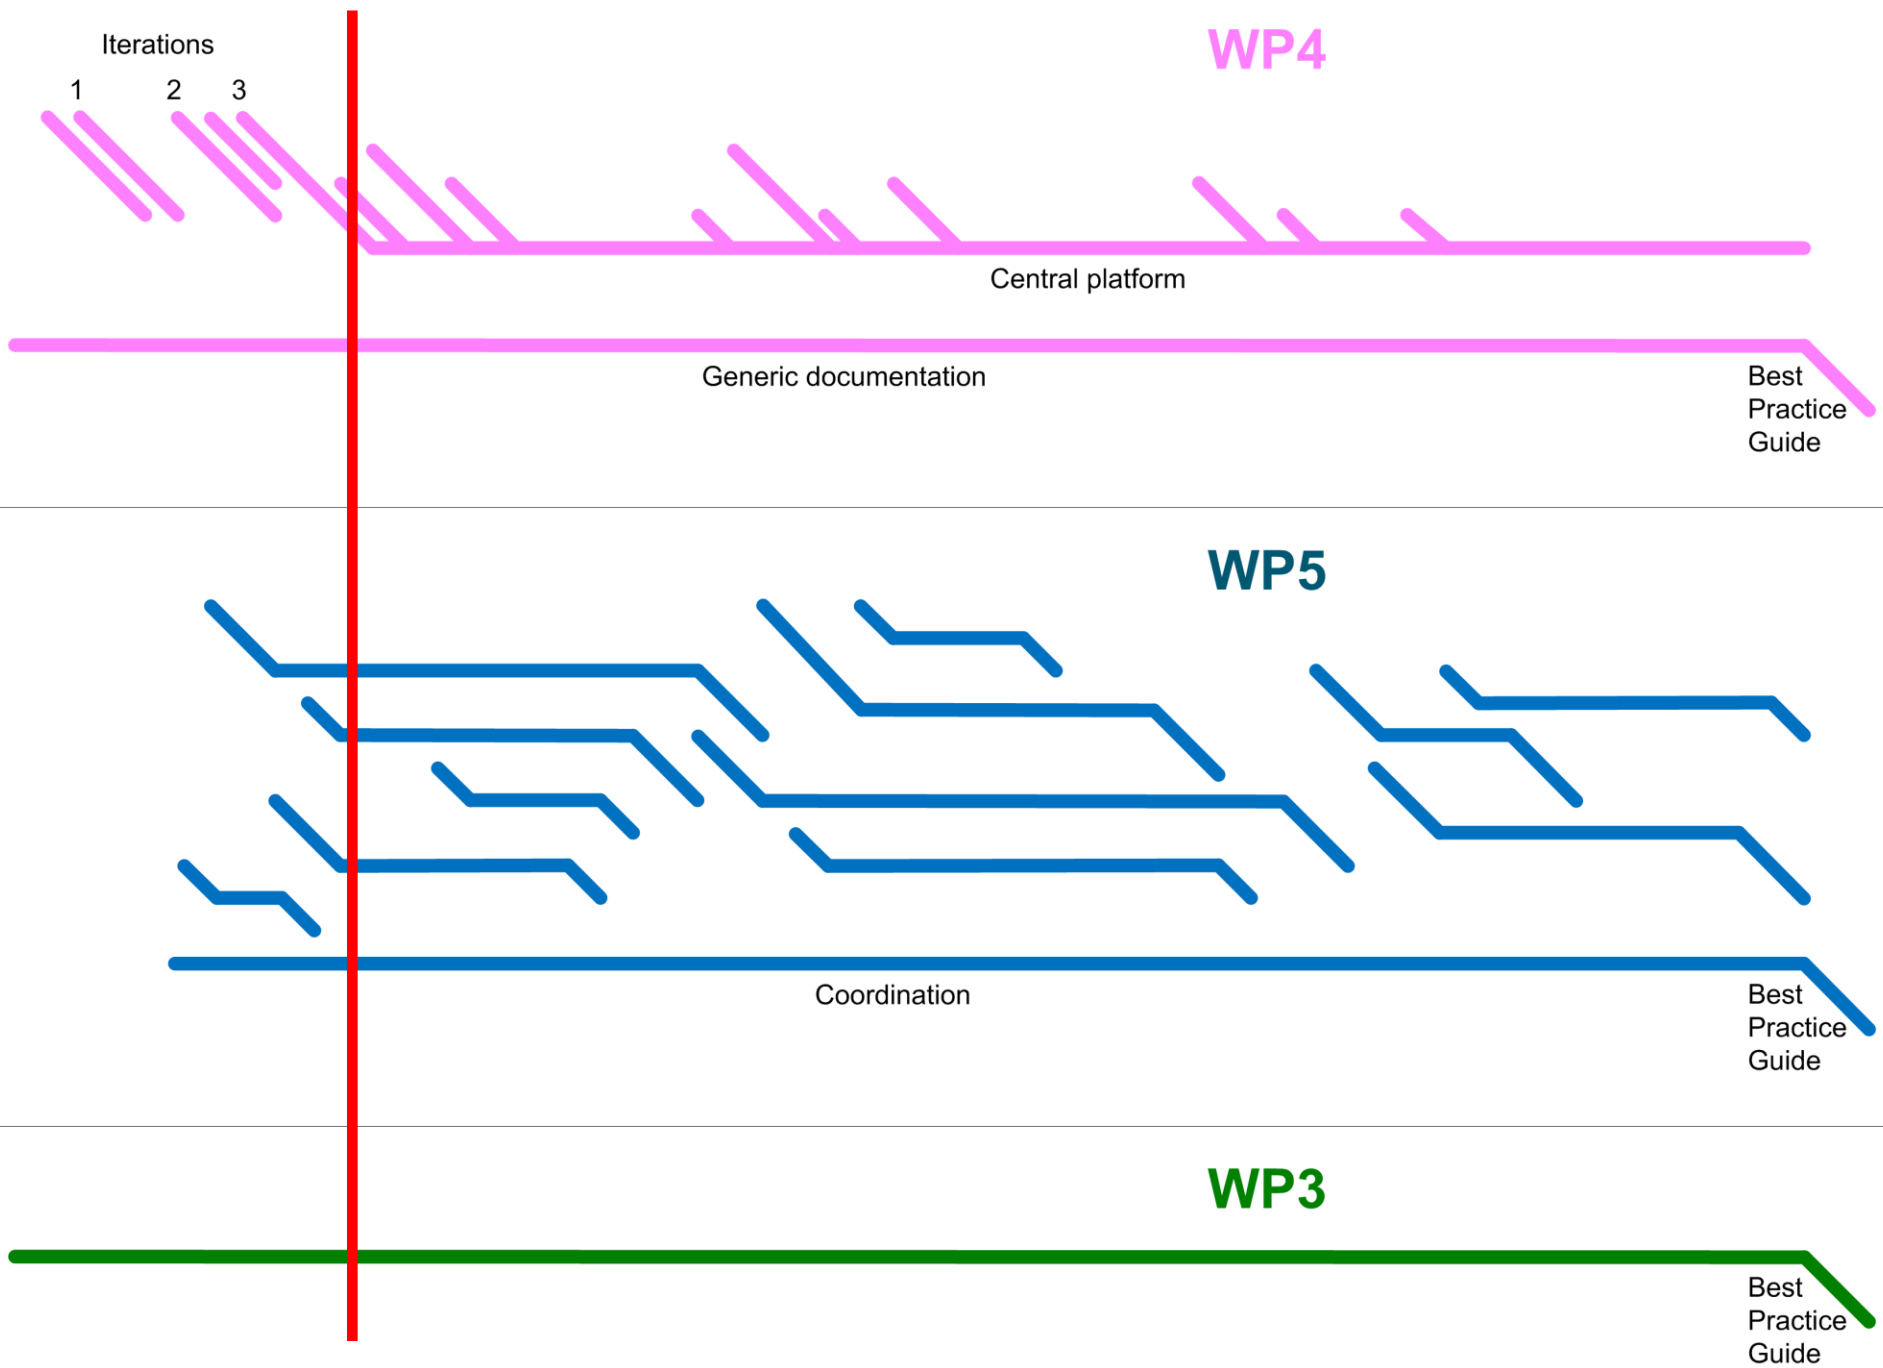 Iterations
WP4
1
2
3
Central platform
Generic documentation
Best
Practice
Guide
WP5
Coordination
Best
Practice
Guide
WP3
Best
Practice
Guide